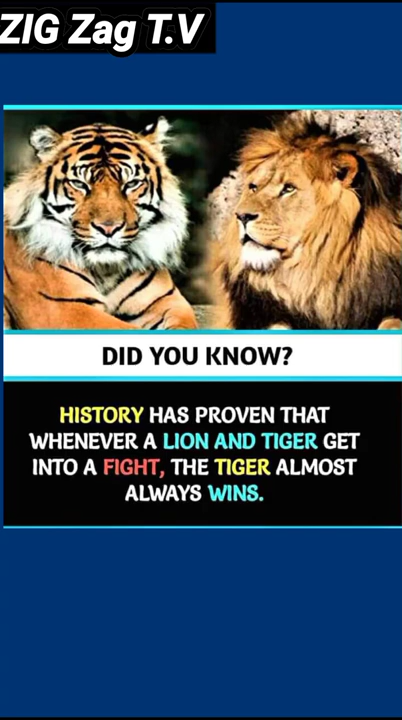 ZIG Zag T.V
DID YOU KNOW?
HISTORY HAS PROVEN THAT
WHENEVER A LION AND TIGER GET
INTO A FIGHT, THE TIGER ALMOST
ALWAYS WINS.